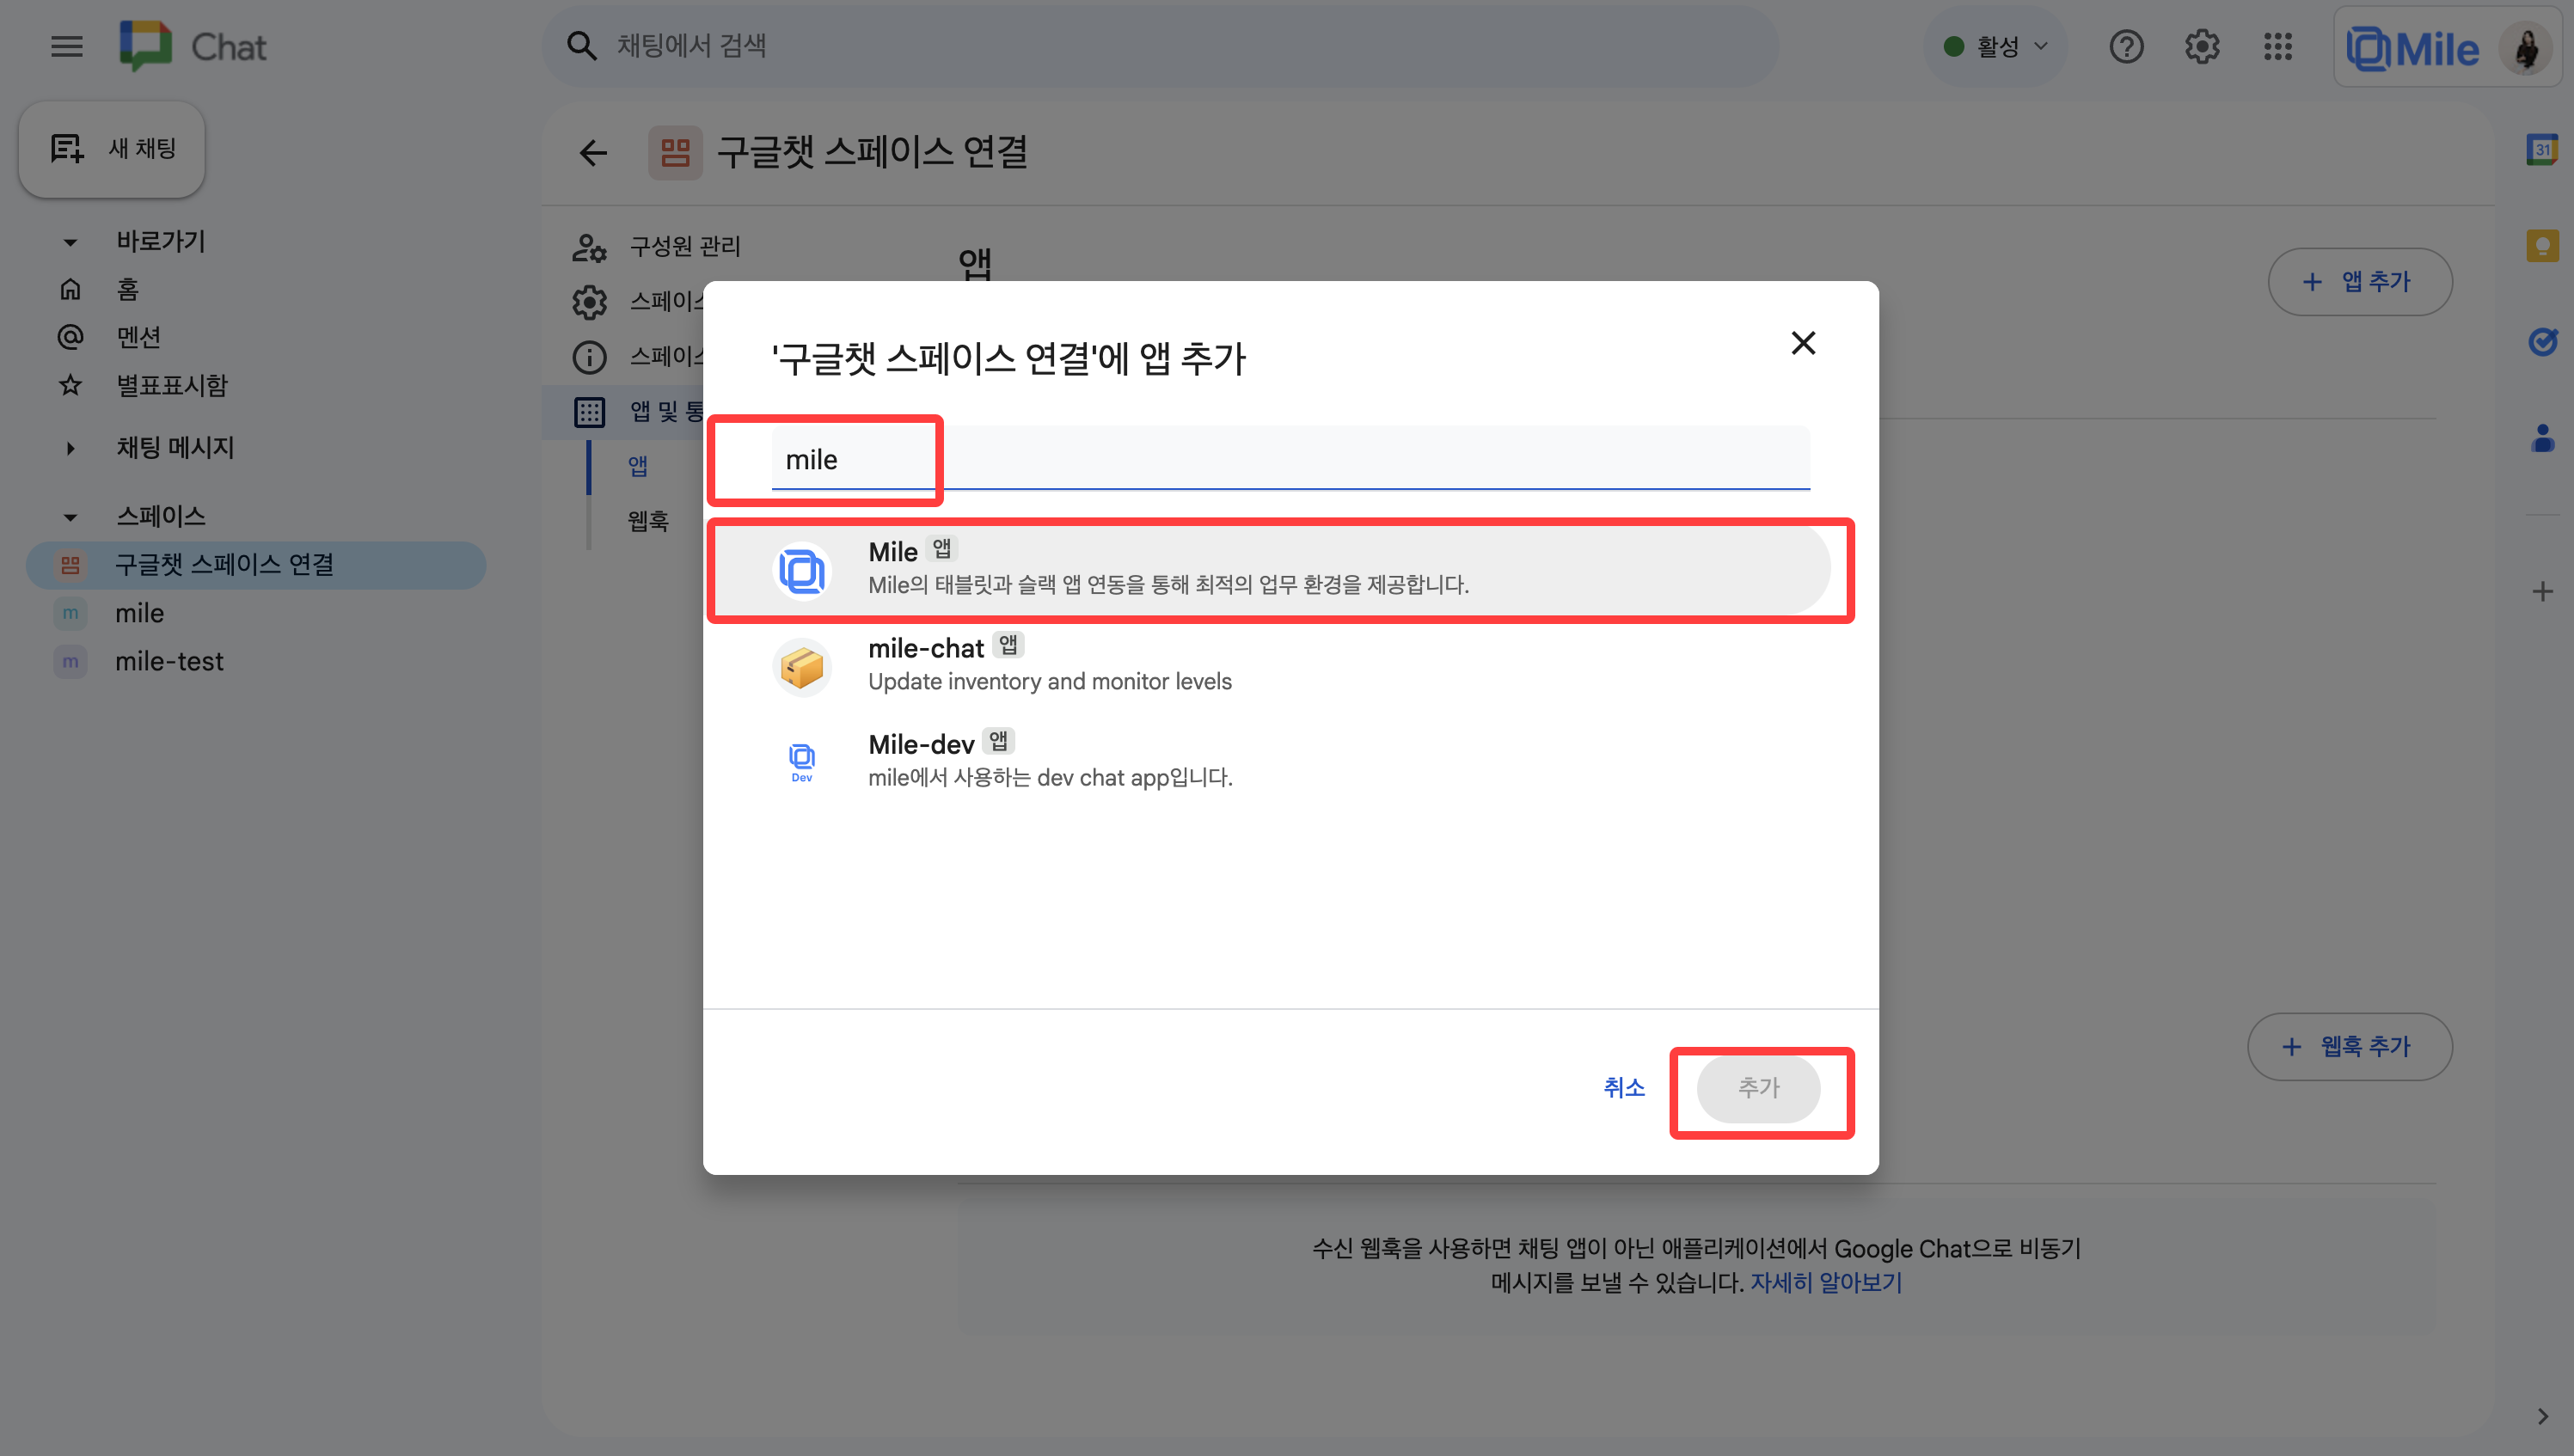 Chat
채팅에서 검색
활성
Mile
새 채팅
바로가기
홈
멘션
별표표시함
채팅 메시지
스페이스
구글챗 스페이스 연결
m
mile
m
mile-test
구글챗 스페이스 연결
구성원 관리
스페이스
스페이스
앱 및 통
앱
웹훅
앱
앱 추가
'구글챗 스페이스 연결'에 앱 추가
mile
Mile 앱
Mile의 태블릿과 슬랙 앱 연동을 통해 최적의 업무 환경을 제공합니다.
mile-chat 앱
Update inventory and monitor levels
Dev
Mile-dev 앱
mile에서 사용하는 dev chat app입니다.
취소
추가
웹훅 추가
수신 웹훅을 사용하면 채팅 앱이 아닌 애플리케이션에서 Google Chat으로 비동기
메시지를 보낼 수 있습니다. 자세히 알아보기
31